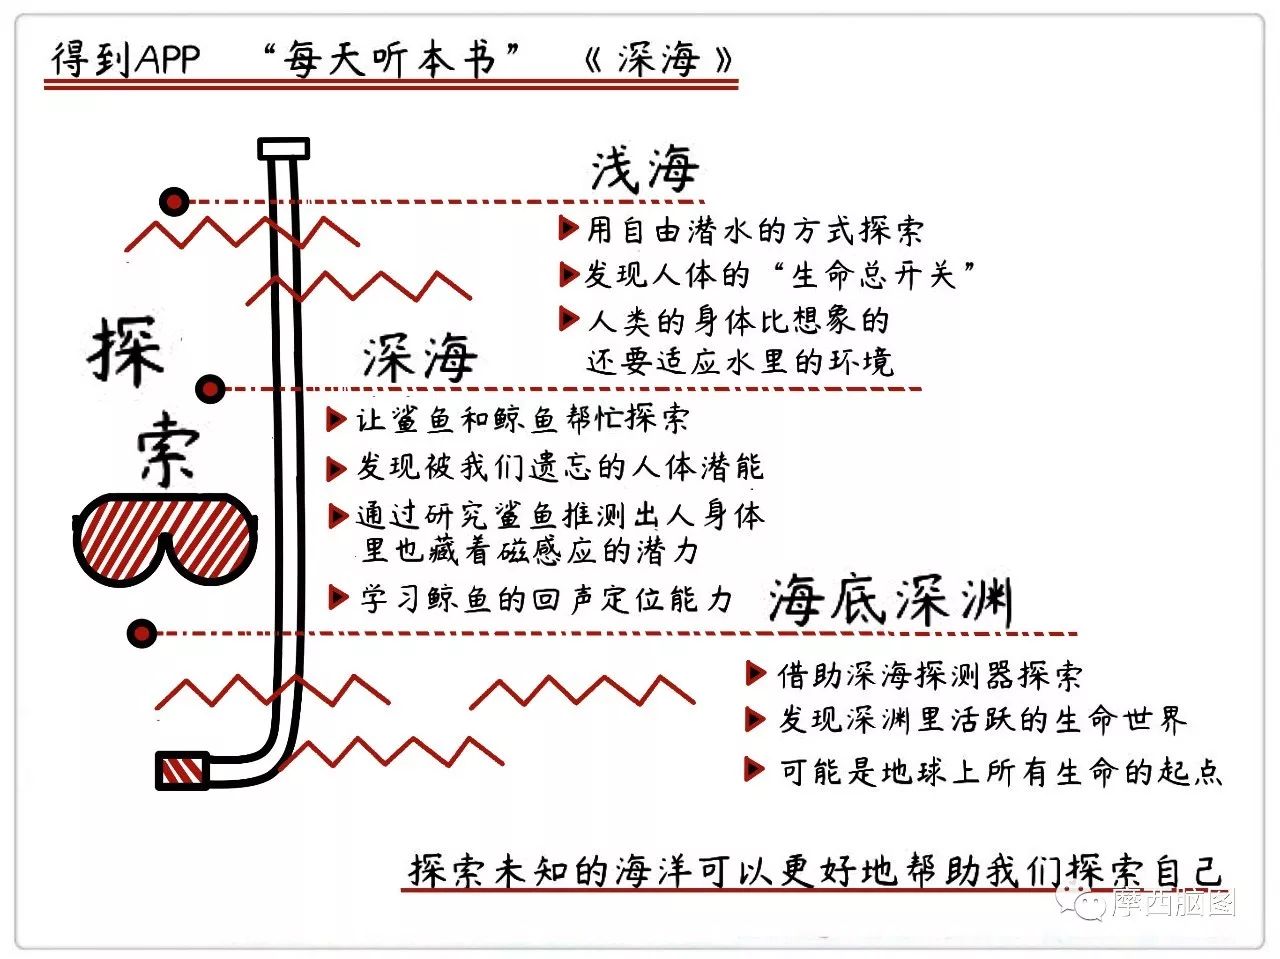 得到APP “每天听本书” 《深海》
探索
浅海
用自由潜水的方式探索
发现人体的“生命总开关”
人类的身体比想象的
还要适应水里的环境
深海
让鲨鱼和鲸鱼帮忙探索
发现被我们遗忘的人体潜能
通过研究鲨鱼推测出人身体
里也藏着磁感应的潜力
学习鲸鱼的回声定位能力
海底深渊
借助深海探测器探索
发现深渊里活跃的生命世界
可能是地球上所有生命的起点
探索未知的海洋可以更好地帮助我们探索自己
摩西脑图